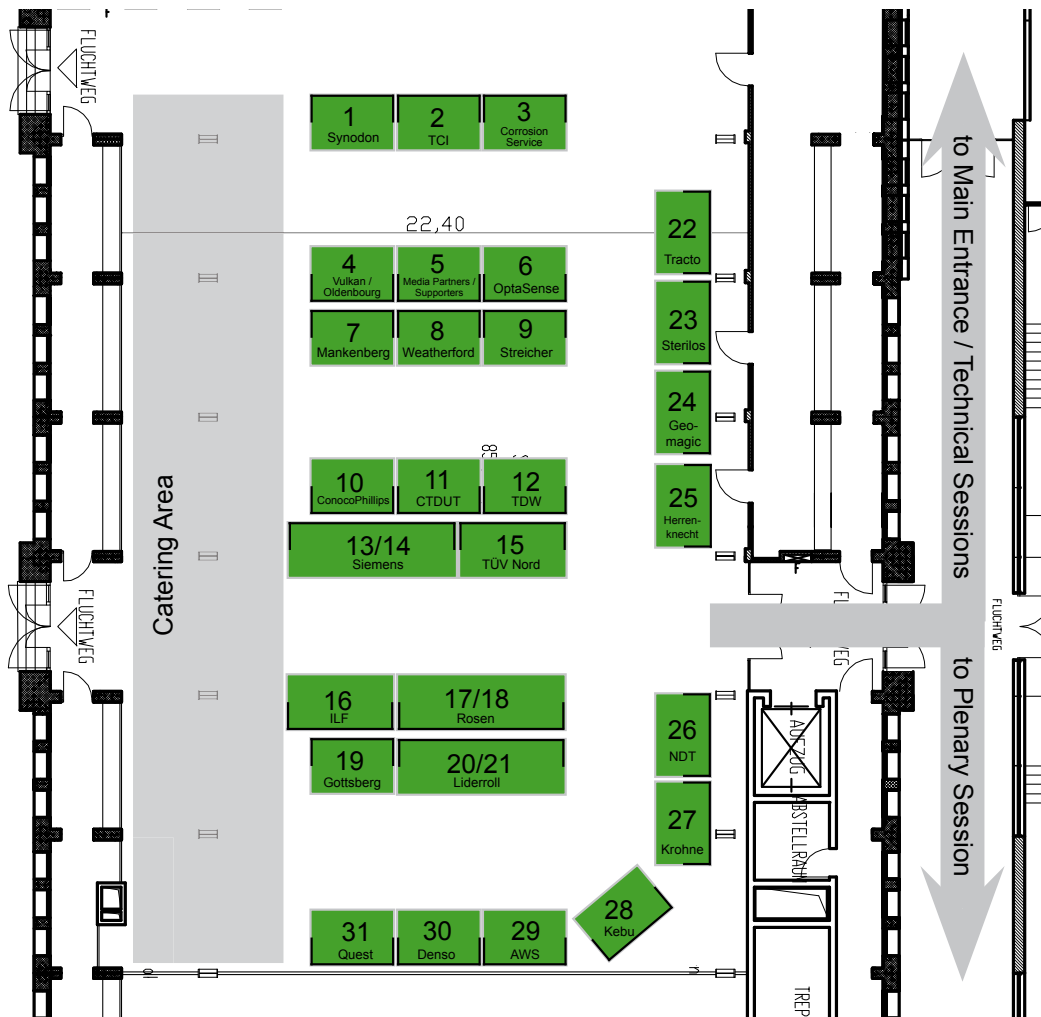 FLUCHTWEG
1
Synodon
2
TCI
3
Corrosion
Service
22,40
22
Tracto
4
Vulkan /
Oldenbourg
5
Media Partners /
Supporters
6
OptaSense
7
Mankenberg
8
Weatherford
9
Streicher
23
Sterilos
24
Geo-
magic
10
ConocoPhillips
11
CTDUT
12
TDW
25
Herren-
knecht
13/14
Siemens
15
TÜV Nord
Catering Area
FLUCHTWEG
FLUCHTWEG
to Main Entrance / Technical Sessions
to Plenary Session
16
ILF
17/18
Rosen
19
Gottsberg
20/21
Liderroll
26
NDT
27
Krohne
AUFZUG
ABSTELLRAUM
28
Kebu
31
Quest
30
Denso
29
AWS
TREP